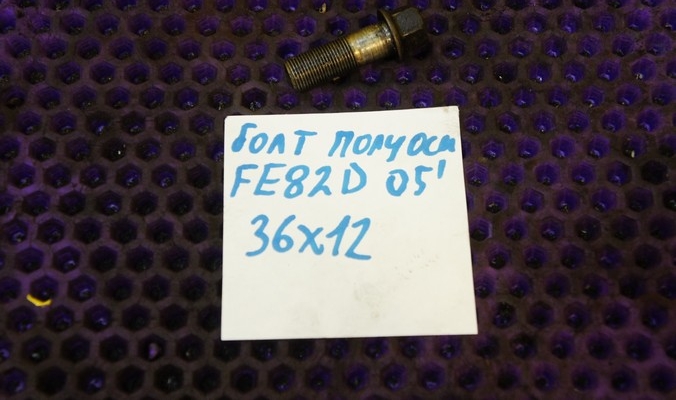 болт полуоси
FE82D 05'
36x12